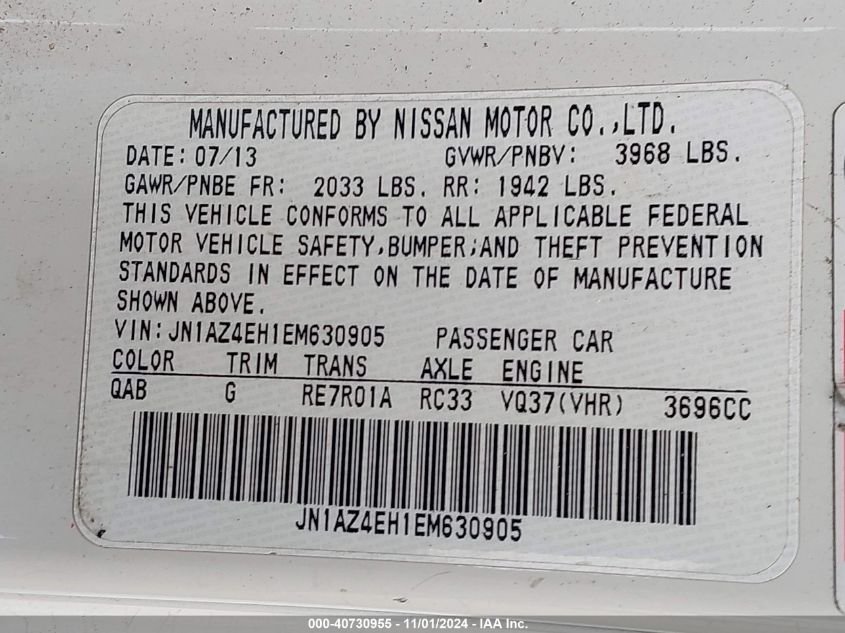 MANUFACTURED BY NISSAN MOTOR CO.,LTD.
DATE: 07/13 GVWR/PNBV: 3968 LBS.
GAWR/PNBE FR: 2033 LBS. RR: 1942 LBS.
THIS VEHICLE CONFORMS TO ALL APPLICABLE FEDERAL
MOTOR VEHICLE SAFETY,BUMPER,AND THEFT PREVENTION
STANDARDS IN EFFECT ON THE DATE OF MANUFACTURE
SHOWN ABOVE.
VIN:JN1AZ4EH1EM630905 PASSENGER CAR
COLOR TRIM TRANS AXLE ENGINE
QAB G RE7R01A RC33 VQ37(VHR) 3696CC
JN1AZ4EH1EM630905
000-40730955 - 11/01/2024 - IAA Inc.